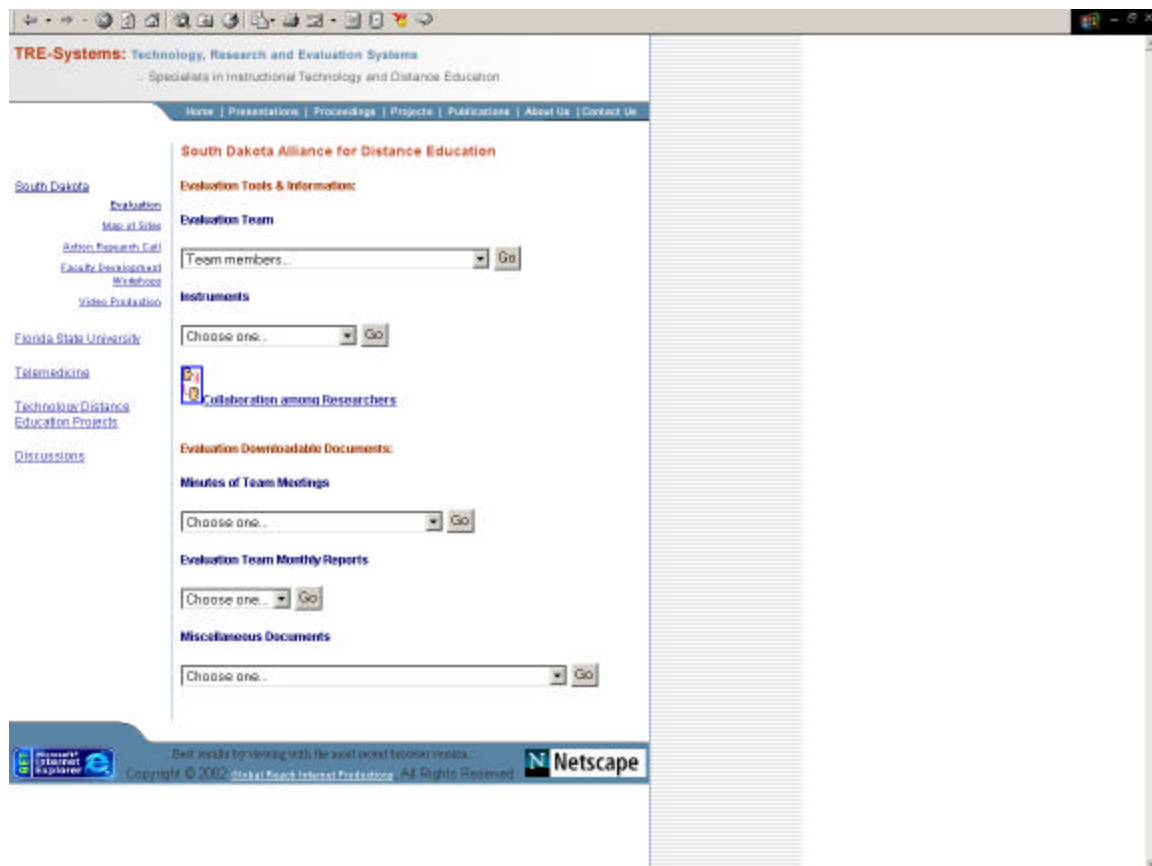 TRE-Systems: Technology, Research and Evaluation Systems
... Specialists in Instructional Technology and Distance Education
Home | Presentations | Proceedings | Projects | Publications | About Us | Contact Us
South Dakota Alliance for Distance Education
South Dakota
Evaluation
Map of Sites
Action Research Call
Faculty Development
Workshops
Video Production
Florida State University
Telemedicine
Technology Distance
Education Projects
Discussions
Evaluation Tools & Information:
Evaluation Team
Team members... Go
Instruments
Choose one... Go
Collaboration among Researchers
Evaluation Downloadable Documents:
Minutes of Team Meetings
Choose one... Go
Evaluation Team Monthly Reports
Choose one... Go
Miscellaneous Documents
Choose one... Go
Microsoft
Internet
Explorer
Best results by viewing with the most recent browser version...
Copyright © 2002 Global Reach Internet Productions All Rights Reserved
N Netscape